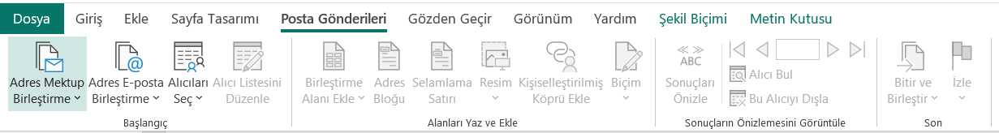 Dosya Giriş Ekle Sayfa Tasarımı Posta Gönderileri Gözden Geçir Görünüm Yardım Şekil Biçimi Metin Kutusu
Adres Mektup Birleştirme
Adres E-posta Birleştirme
Alıcıları Seç
Alıcı Listesini Düzenle
Başlangıç
Birleştirme Alanı Ekle
Adres Bloğu
Selamlama Satırı
Resim
Kişiselleştirilmiş Köprü Ekle
Biçim
Alanları Yaz ve Ekle
ABC
Sonuçları Önizle
Alıcı Bul
Bu Alıcıyı Dışla
Sonuçların Önizlemesini Görüntüle
Bitir ve Birleştir
İzle
Son